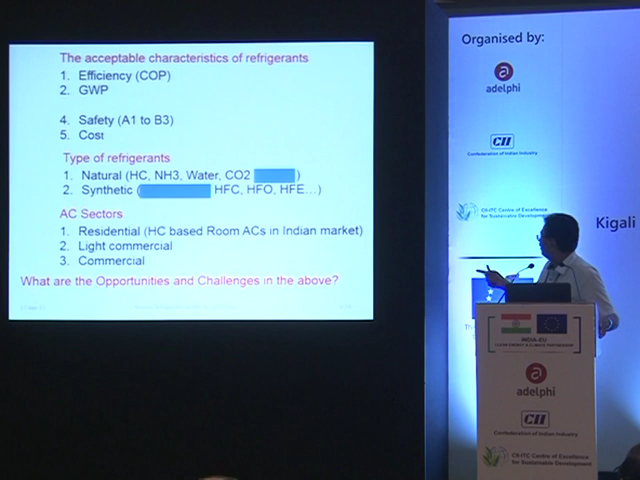 The acceptable characteristics of refrigerants
1. Efficiency (COP)
2. GWP
4. Safety (A1 to B3)
5. Cost
Type of refrigerants
1. Natural (HC, NH3, Water, CO2 )
2. Synthetic ( HFC, HFO, HFE…)
AC Sectors
1. Residential (HC based Room ACs in Indian market)
2. Light commercial
3. Commercial
What are the Opportunities and Challenges in the above?
Organised by:
a
adelphi
CII
Confederation of Indian Industry
CII-ITC Centre of Excellence
for Sustainable Development
Kigali
INDIA-EU
CLEAN ENERGY & CLIMATE PARTNERSHIP
a
adelphi
CII
Confederation of Indian Industry
CII-ITC Centre of Excellence
for Sustainable Development